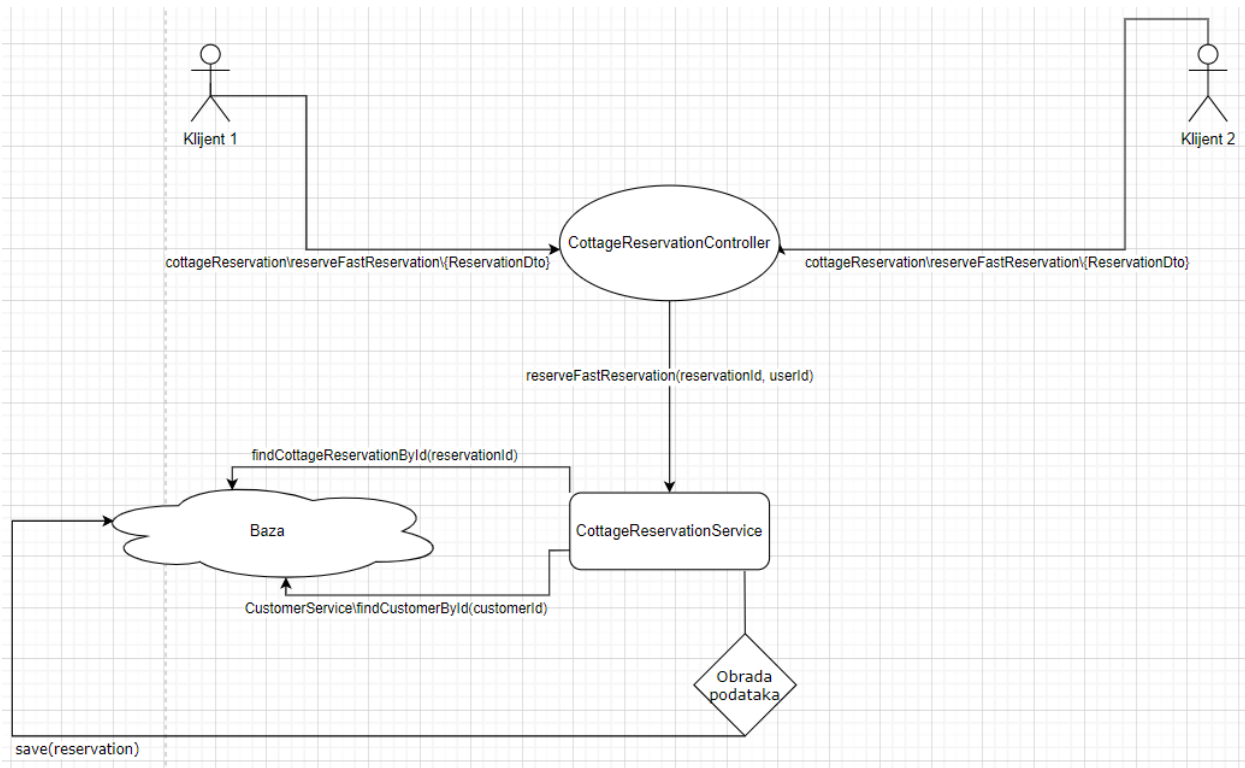 Klijent 1
Klijent 2
CottageReservationController
cottageReservation\reserveFastReservation\{ReservationDto}
cottageReservation\reserveFastReservation\{ReservationDto}
reserveFastReservation(reservationId, userId)
findCottageReservationById(reservationId)
Baza
CottageReservationService
CustomerService\findCustomerById(customerId)
Obrada
podataka
save(reservation)